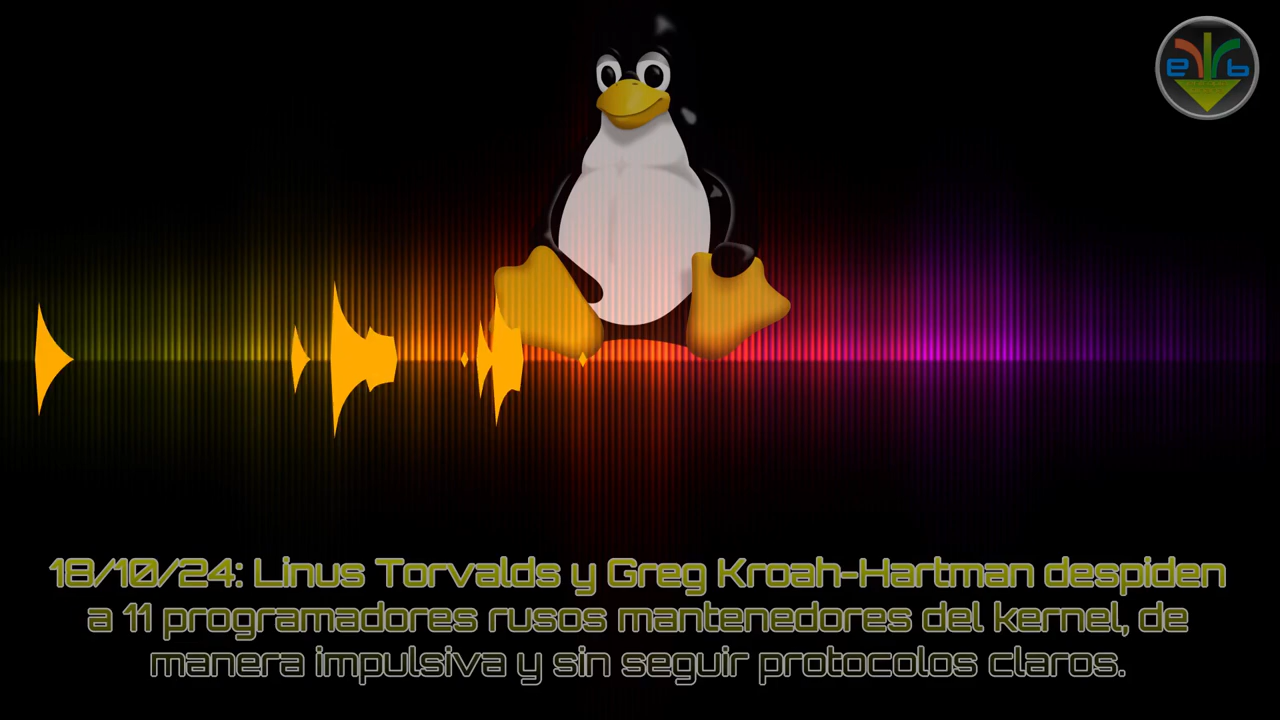 e b
18/10/24: Linus Torvalds y Greg Kroah-Hartman despiden
a 11 programadores rusos mantenedores del kernel, de
manera impulsiva y sin seguir protocolos claros.